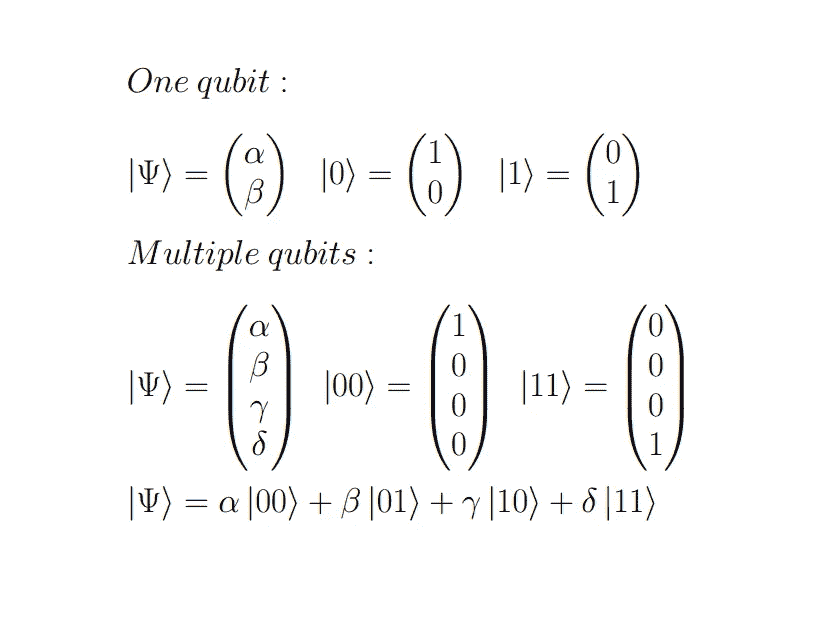 One qubit :
|Ψ⟩ = (α β) |0⟩ = (1 0) |1⟩ = (0 1)
Multiple qubits :
|Ψ⟩ = (α β γ δ) |00⟩ = (1 0 0 0) |11⟩ = (0 0 0 1)
|Ψ⟩ = α |00⟩ + β |01⟩ + γ |10⟩ + δ |11⟩